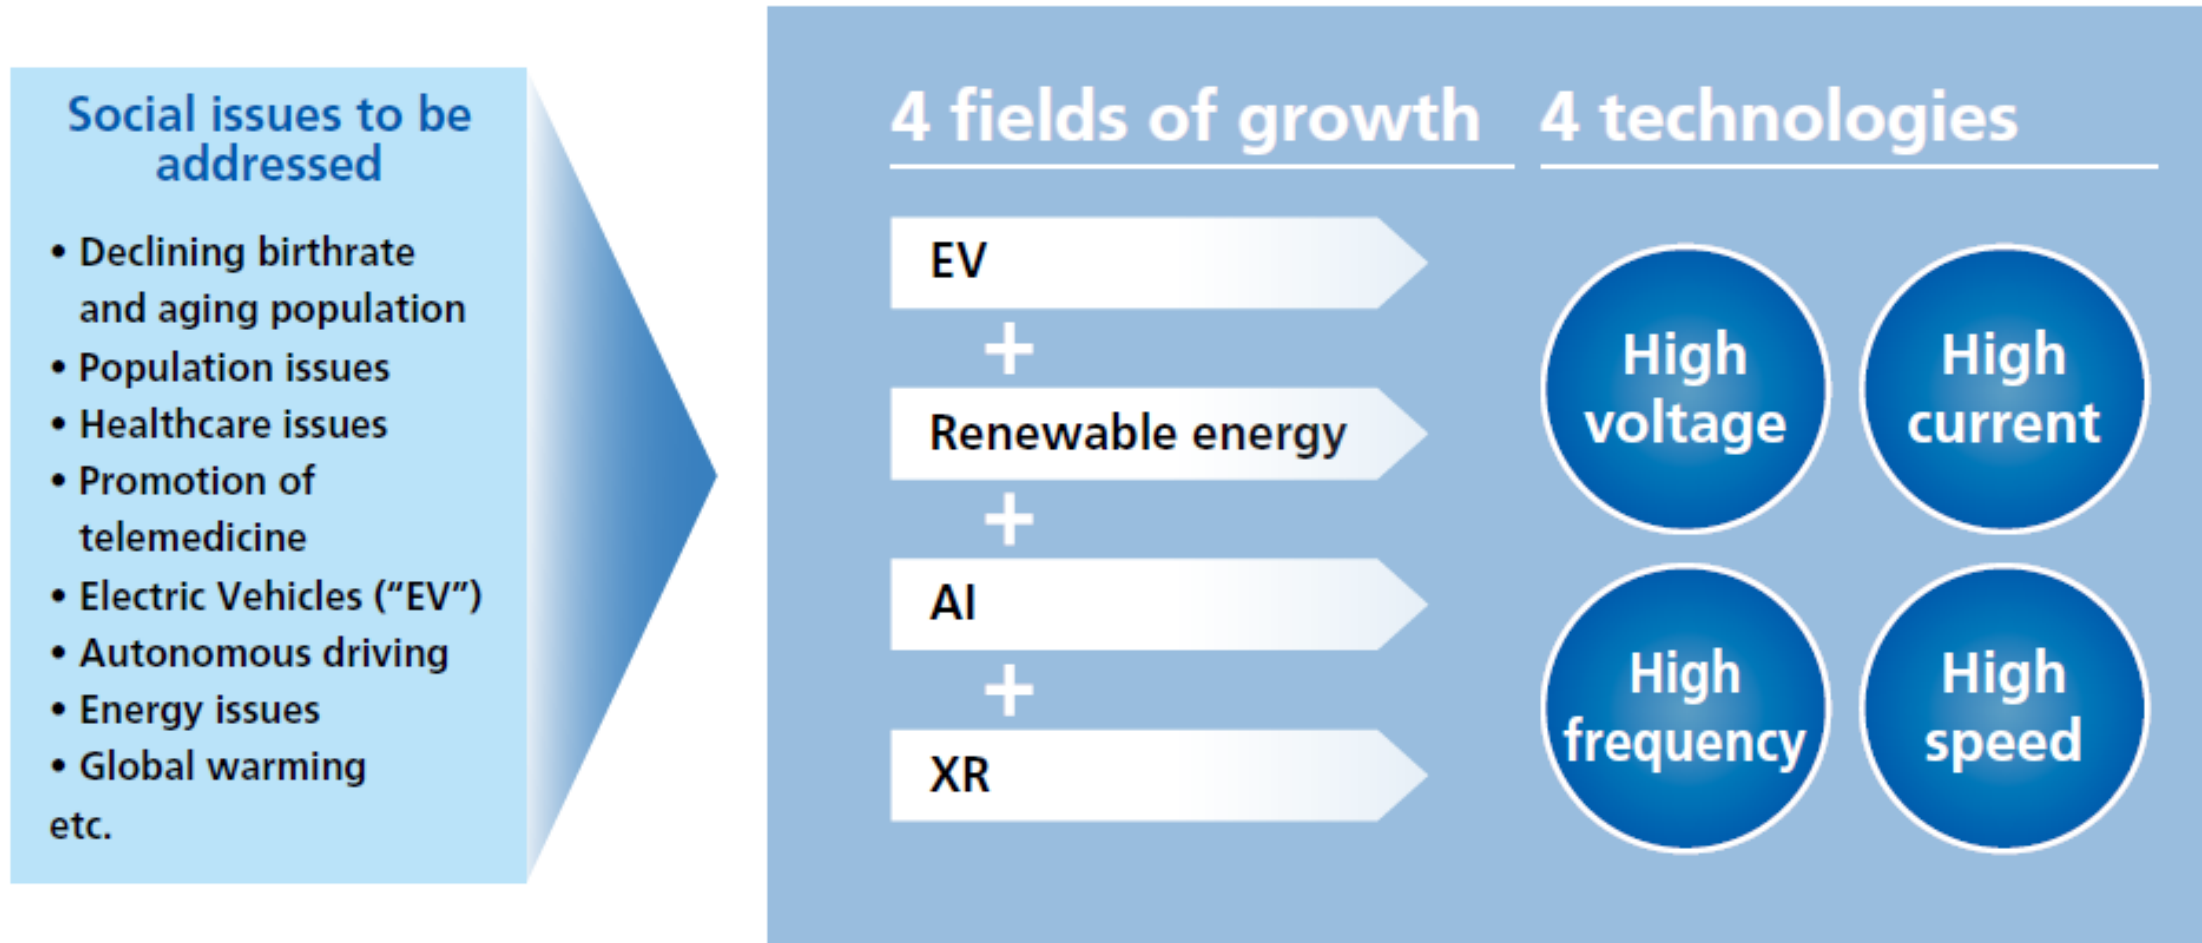 Social issues to be
addressed
• Declining birthrate
and aging population
• Population issues
• Healthcare issues
• Promotion of
telemedicine
• Electric Vehicles (“EV”)
• Autonomous driving
• Energy issues
• Global warming
etc.
4 fields of growth
EV
+
Renewable energy
+
AI
+
XR
4 technologies
High
voltage
High
current
High
frequency
High
speed